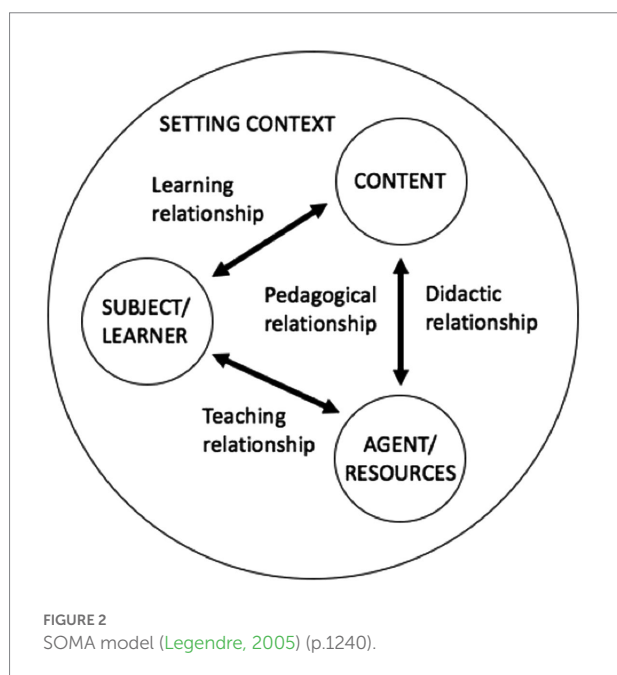 SETTING CONTEXT
CONTENT
Learning
relationship
SUBJECT/
LEARNER
Pedagogical
relationship
Didactic
relationship
Teaching
relationship
AGENT/
RESOURCES
FIGURE 2
SOMA model (Legendre, 2005) (p.1240).